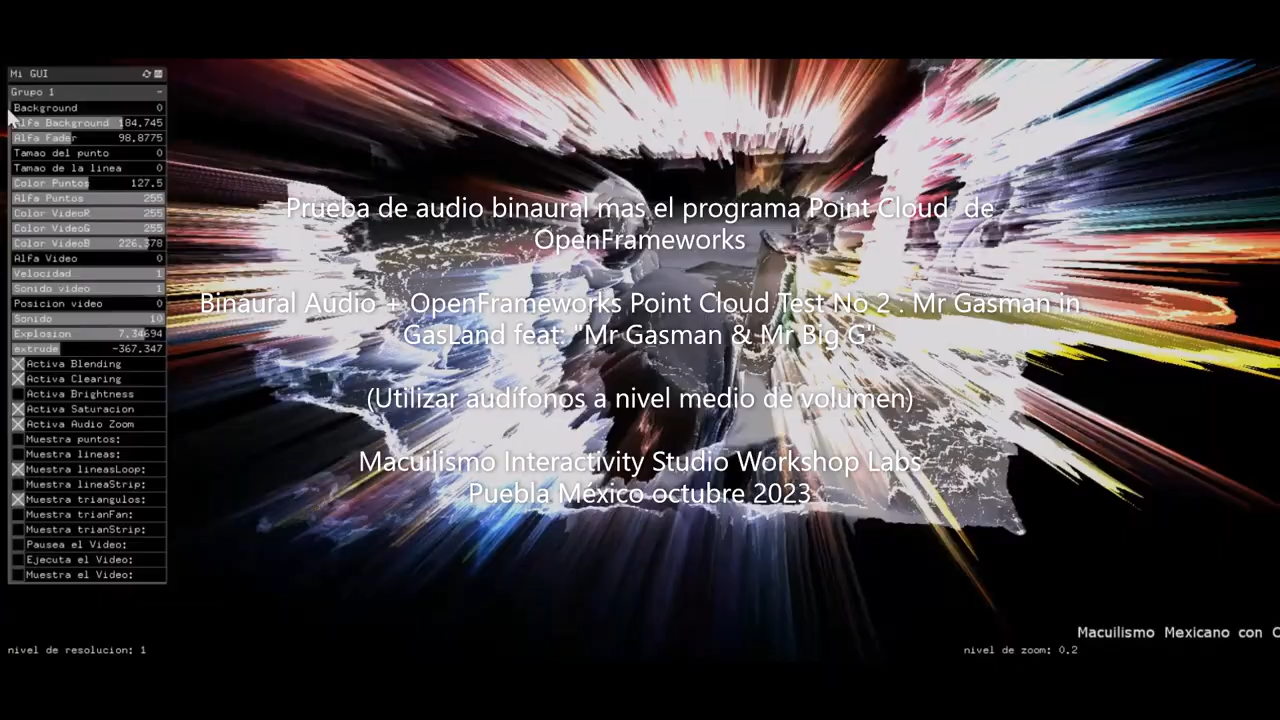 Mi GUI
Grupo 1 -
Background 0
Alfa Background 184.745
Alfa Fader 98.8775
Tamao del punto 0
Tamao de la linea 0
Color Puntos 127.5
Alfa Puntos 255
Color VideoR 255
Color VideoG 255
Color VideoB 226.378
Alfa Video 0
Velocidad 1
Sonido video 1
Posicion video 0
Sonido 10
Explosion 7.34694
extrude -367.347
Activa Blending
Activa Clearing
Activa Brightness
Activa Saturacion
Activa Audio Zoom
Muestra puntos:
Muestra lineas:
Muestra lineasLoop:
Muestra lineaStrip:
Muestra triangulos:
Muestra trianFan:
Muestra trianStrip:
Pausea el Video:
Ejecuta el Video:
Muestra el Video:
Prueba de audio binaural mas el programa Point Cloud de
OpenFrameworks
Binaural Audio + OpenFrameworks Point Cloud Test No 2 : Mr Gasman in
GasLand feat: "Mr Gasman & Mr Big G"
(Utilizar audífonos a nivel medio de volumen)
Macuilismo Interactivity Studio Workshop Labs
Puebla México octubre 2023
Macuilismo Mexicano con
nivel de resolucion: 1
nivel de zoom: 0.2